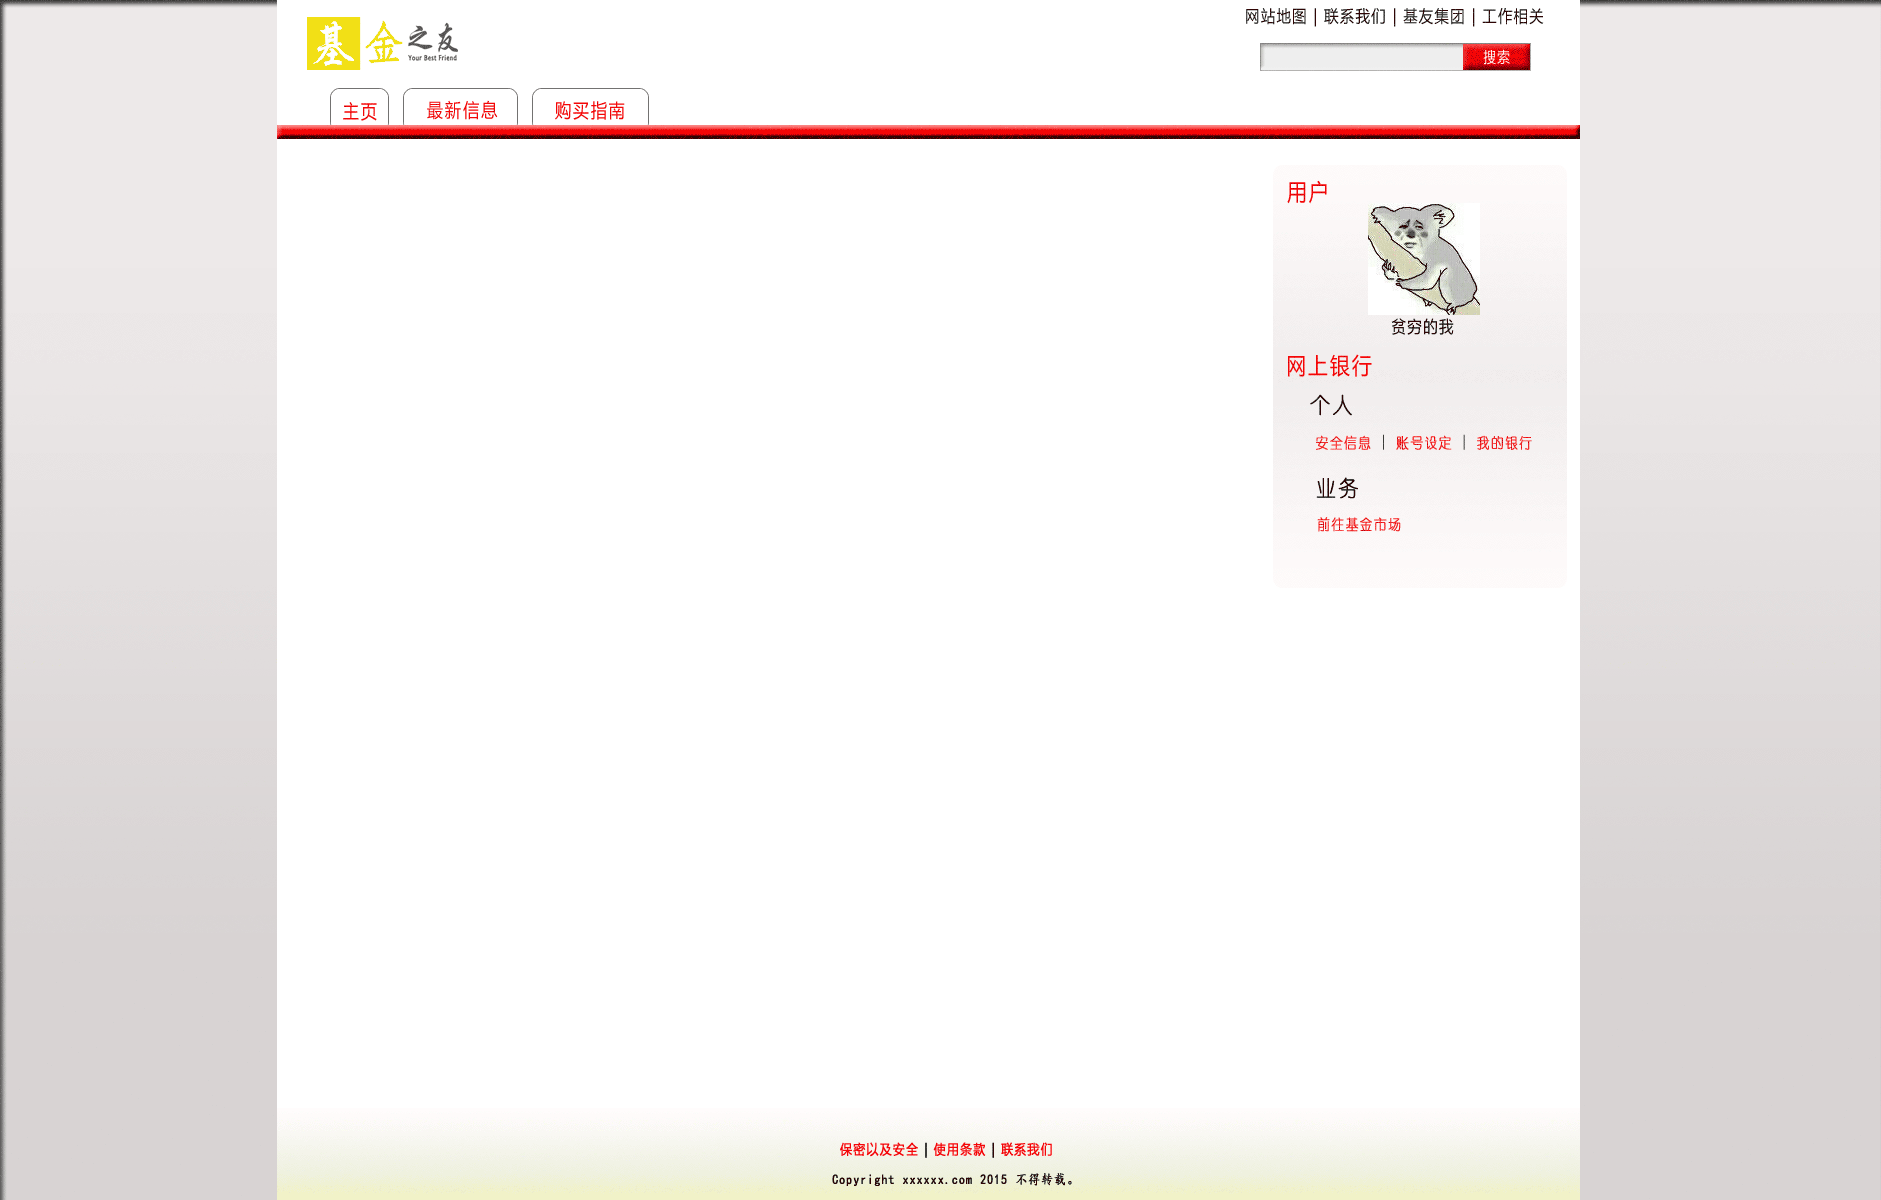 网站地图 | 联系我们 | 基友集团 | 工作相关
基金之友
Your Best Friend
搜索
主页 最新信息 购买指南
用户
贫穷的我
网上银行
个人
安全信息 | 账号设定 | 我的银行
业务
前往基金市场
保密以及安全 | 使用条款 | 联系我们
Copyright xxxxxx.com 2015 不得转载。